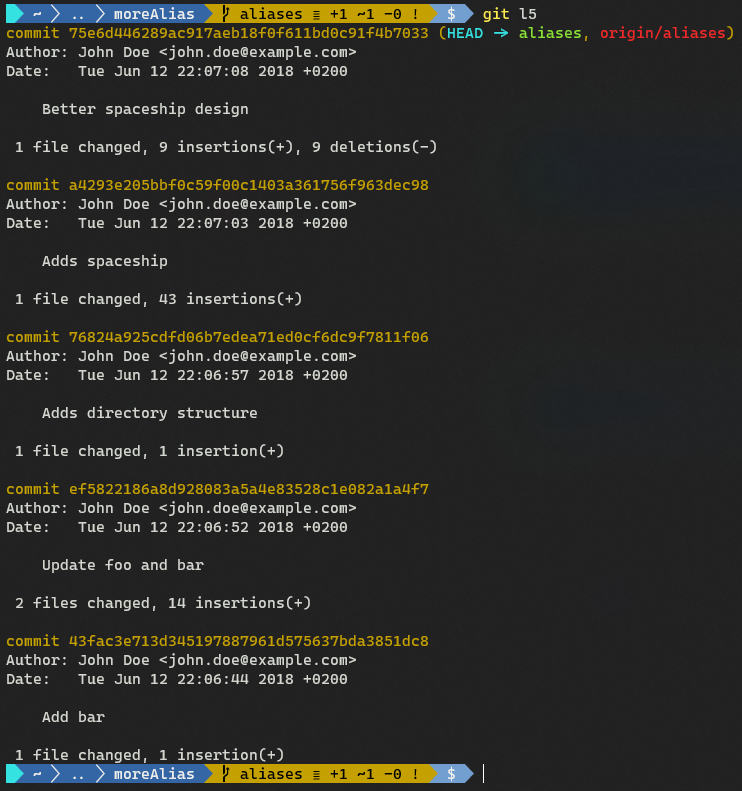 ~ .. moreAlias aliases ≡ +1 ~1 -0 ! $ git l5
commit 75e6d446289ac917aeb18f0f611bd0c91f4b7033 (HEAD -> aliases, origin/aliases)
Author: John Doe <john.doe@example.com>
Date:   Tue Jun 12 22:07:08 2018 +0200
Better spaceship design
1 file changed, 9 insertions(+), 9 deletions(-)
commit a4293e205bbf0c59f00c1403a361756f963dec98
Author: John Doe <john.doe@example.com>
Date:   Tue Jun 12 22:07:03 2018 +0200
Adds spaceship
1 file changed, 43 insertions(+)
commit 76824a925cdfd06b7edea71ed0cf6dc9f7811f06
Author: John Doe <john.doe@example.com>
Date:   Tue Jun 12 22:06:57 2018 +0200
Adds directory structure
1 file changed, 1 insertion(+)
commit ef5822186a8d928083a5a4e83528c1e082a1a4f7
Author: John Doe <john.doe@example.com>
Date:   Tue Jun 12 22:06:52 2018 +0200
Update foo and bar
2 files changed, 14 insertions(+)
commit 43fac3e713d345197887961d575637bda3851dc8
Author: John Doe <john.doe@example.com>
Date:   Tue Jun 12 22:06:44 2018 +0200
Add bar
1 file changed, 1 insertion(+)
~ .. moreAlias aliases ≡ +1 ~1 -0 ! $